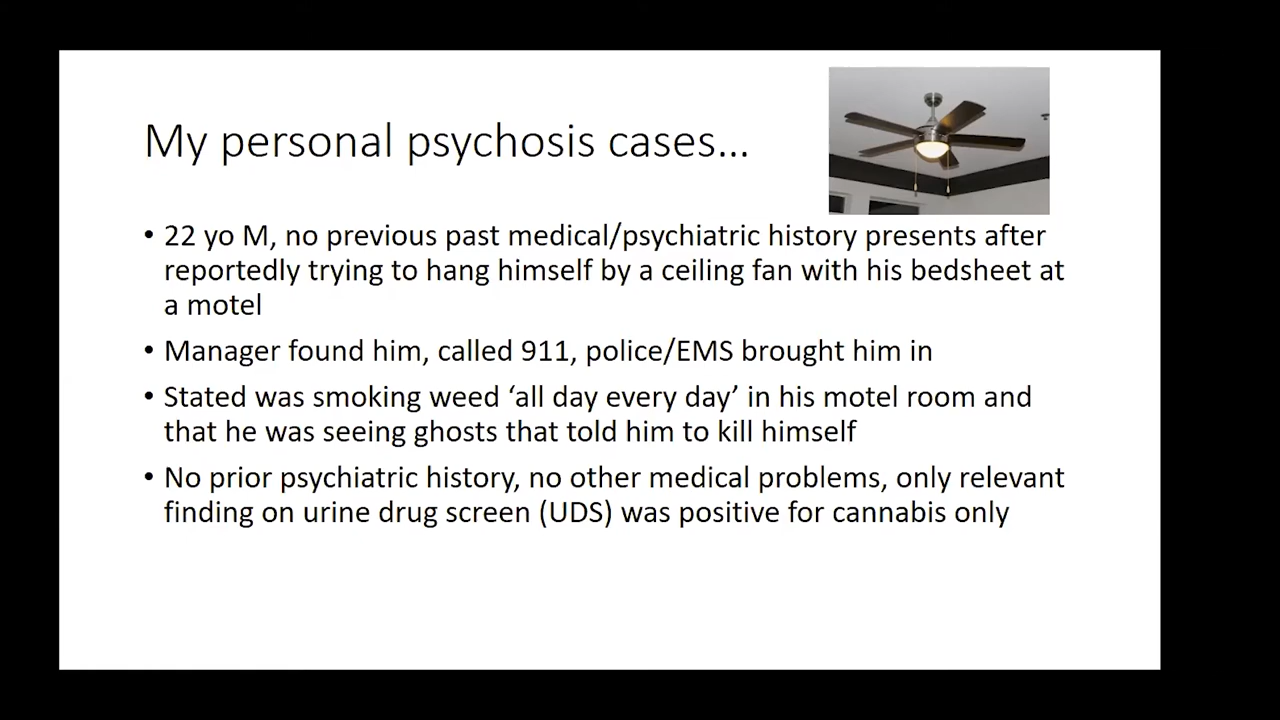 My personal psychosis cases...
• 22 yo M, no previous past medical/psychiatric history presents after
reportedly trying to hang himself by a ceiling fan with his bedsheet at
a motel
• Manager found him, called 911, police/EMS brought him in
• Stated was smoking weed ‘all day every day’ in his motel room and
that he was seeing ghosts that told him to kill himself
• No prior psychiatric history, no other medical problems, only relevant
finding on urine drug screen (UDS) was positive for cannabis only